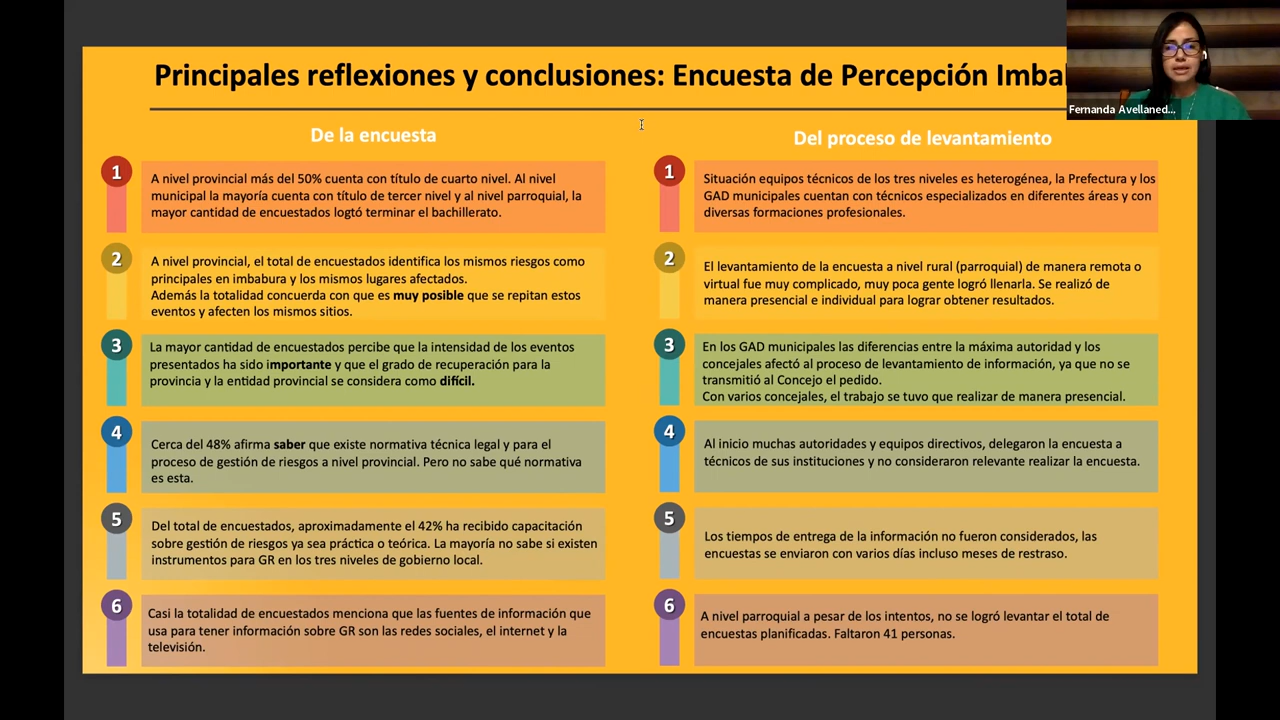 Principales reflexiones y conclusiones: Encuesta de Percepción
Fernanda Avellaned...
De la encuesta
1
A nivel provincial más del 50% cuenta con título de cuarto nivel. Al nivel
municipal la mayoría cuenta con título de tercer nivel y al nivel parroquial, la
mayor cantidad de encuestados logtó terminar el bachillerato.
2
A nivel provincial, el total de encuestados identifica los mismos riesgos como
principales en imbabura y los mismos lugares afectados.
Además la totalidad concuerda con que es muy posible que se repitan estos
eventos y afecten los mismos sitios.
3
La mayor cantidad de encuestados percibe que la intensidad de los eventos
presentados ha sido importante y que el grado de recuperación para la
provincia y la entidad provincial se considera como difícil.
4
Cerca del 48% afirma saber que existe normativa técnica legal y para el
proceso de gestión de riesgos a nivel provincial. Pero no sabe qué normativa
es esta.
5
Del total de encuestados, aproximadamente el 42% ha recibido capacitación
sobre gestión de riesgos ya sea práctica o teórica. La mayoría no sabe si existen
instrumentos para GR en los tres niveles de gobierno local.
6
Casi la totalidad de encuestados menciona que las fuentes de información que
usa para tener información sobre GR son las redes sociales, el internet y la
televisión.
Del proceso de levantamiento
1
Situación equipos técnicos de los tres niveles es heterogénea, la Prefectura y los
GAD municipales cuentan con técnicos especializados en diferentes áreas y con
diversas formaciones profesionales.
2
El levantamiento de la encuesta a nivel rural (parroquial) de manera remota o
virtual fue muy complicado, muy poca gente logró llenarla. Se realizó de
manera presencial e individual para lograr obtener resultados.
3
En los GAD municipales las diferencias entre la máxima autoridad y los
concejales afectó al proceso de levantamiento de información, ya que no se
transmitió al Concejo el pedido.
Con varios concejales, el trabajo se tuvo que realizar de manera presencial.
4
Al inicio muchas autoridades y equipos directivos, delegaron la encuesta a
técnicos de sus instituciones y no consideraron relevante realizar la encuesta.
5
Los tiempos de entrega de la información no fueron considerados, las
encuestas se enviaron con varios días incluso meses de restraso.
6
A nivel parroquial a pesar de los intentos, no se logró levantar el total de
encuestas planificadas. Faltaron 41 personas.